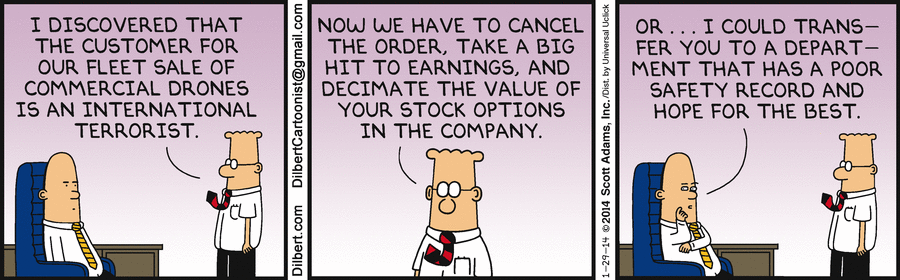 I DISCOVERED THAT
THE CUSTOMER FOR
OUR FLEET SALE OF
COMMERCIAL DRONES
IS AN INTERNATIONAL
TERRORIST.
Dilbert.com DilbertCartoonist@gmail.com
NOW WE HAVE TO CANCEL
THE ORDER, TAKE A BIG
HIT TO EARNINGS, AND
DECIMATE THE VALUE OF
YOUR STOCK OPTIONS
IN THE COMPANY.
1-29-14 ©2014 Scott Adams, Inc./Dist. by Universal Uclick
OR . . . I COULD TRANS–
FER YOU TO A DEPART–
MENT THAT HAS A POOR
SAFETY RECORD AND
HOPE FOR THE BEST.